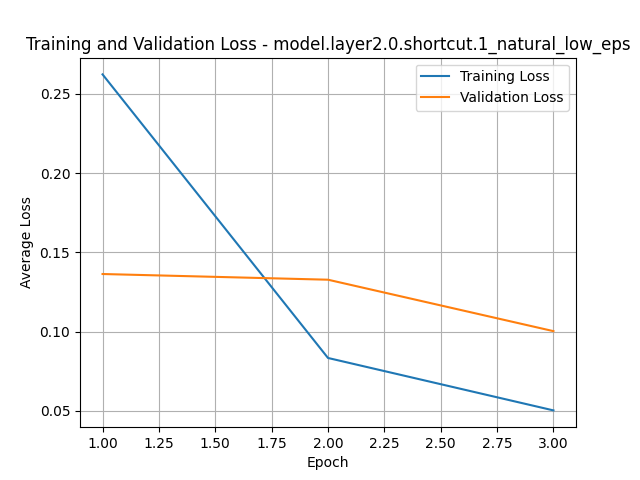 Training and Validation Loss - model.layer2.0.shortcut.1_natural_low_eps
Training Loss
Validation Loss
0.25
0.20
0.15
0.10
0.05
Average Loss
1.00 1.25 1.50 1.75 2.00 2.25 2.50 2.75 3.00
Epoch